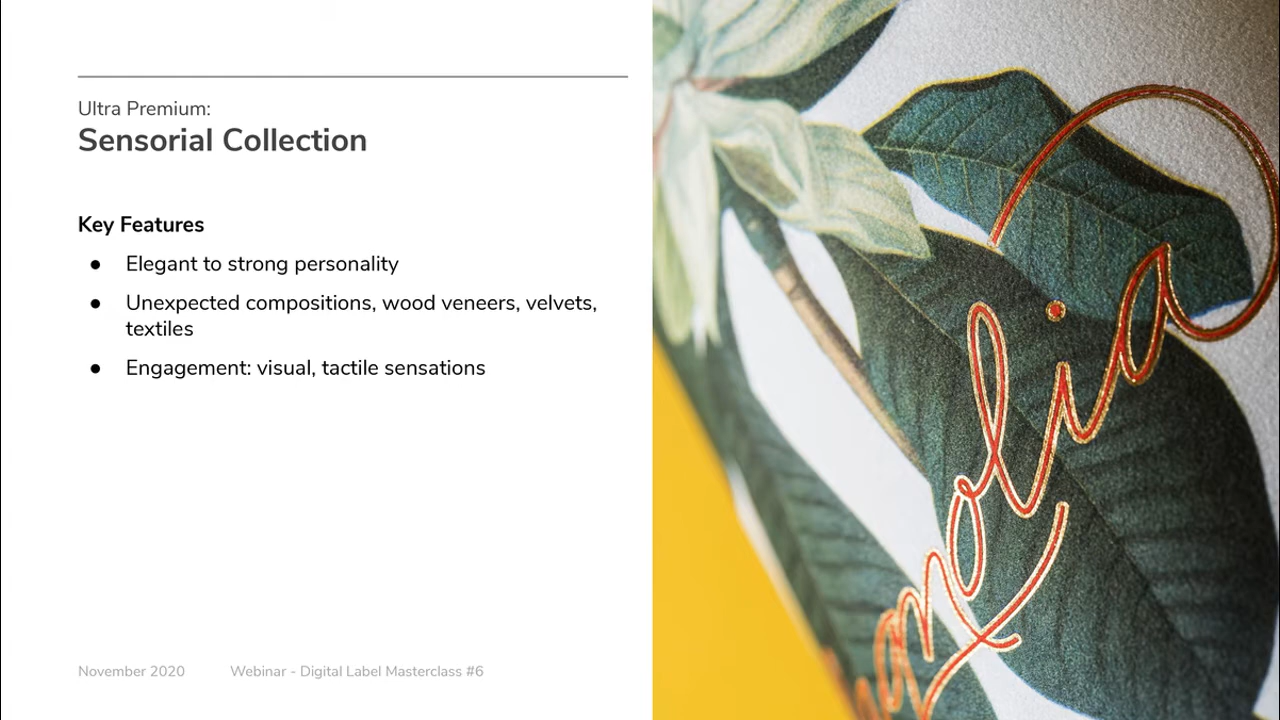 Ultra Premium:
Sensorial Collection
Key Features
● Elegant to strong personality
● Unexpected compositions, wood veneers, velvets,
textiles
● Engagement: visual, tactile sensations
November 2020 Webinar - Digital Label Masterclass #6